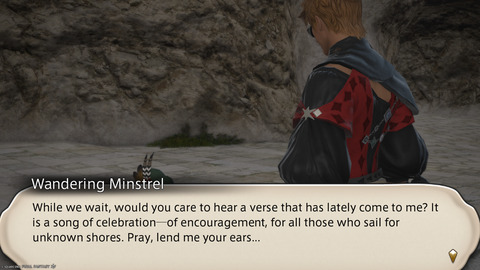 Wandering Minstrel
While we wait, would you care to hear a verse that has lately come to me? It
is a song of celebration─of encouragement, for all those who sail for
unknown shores. Pray, lend me your ears...